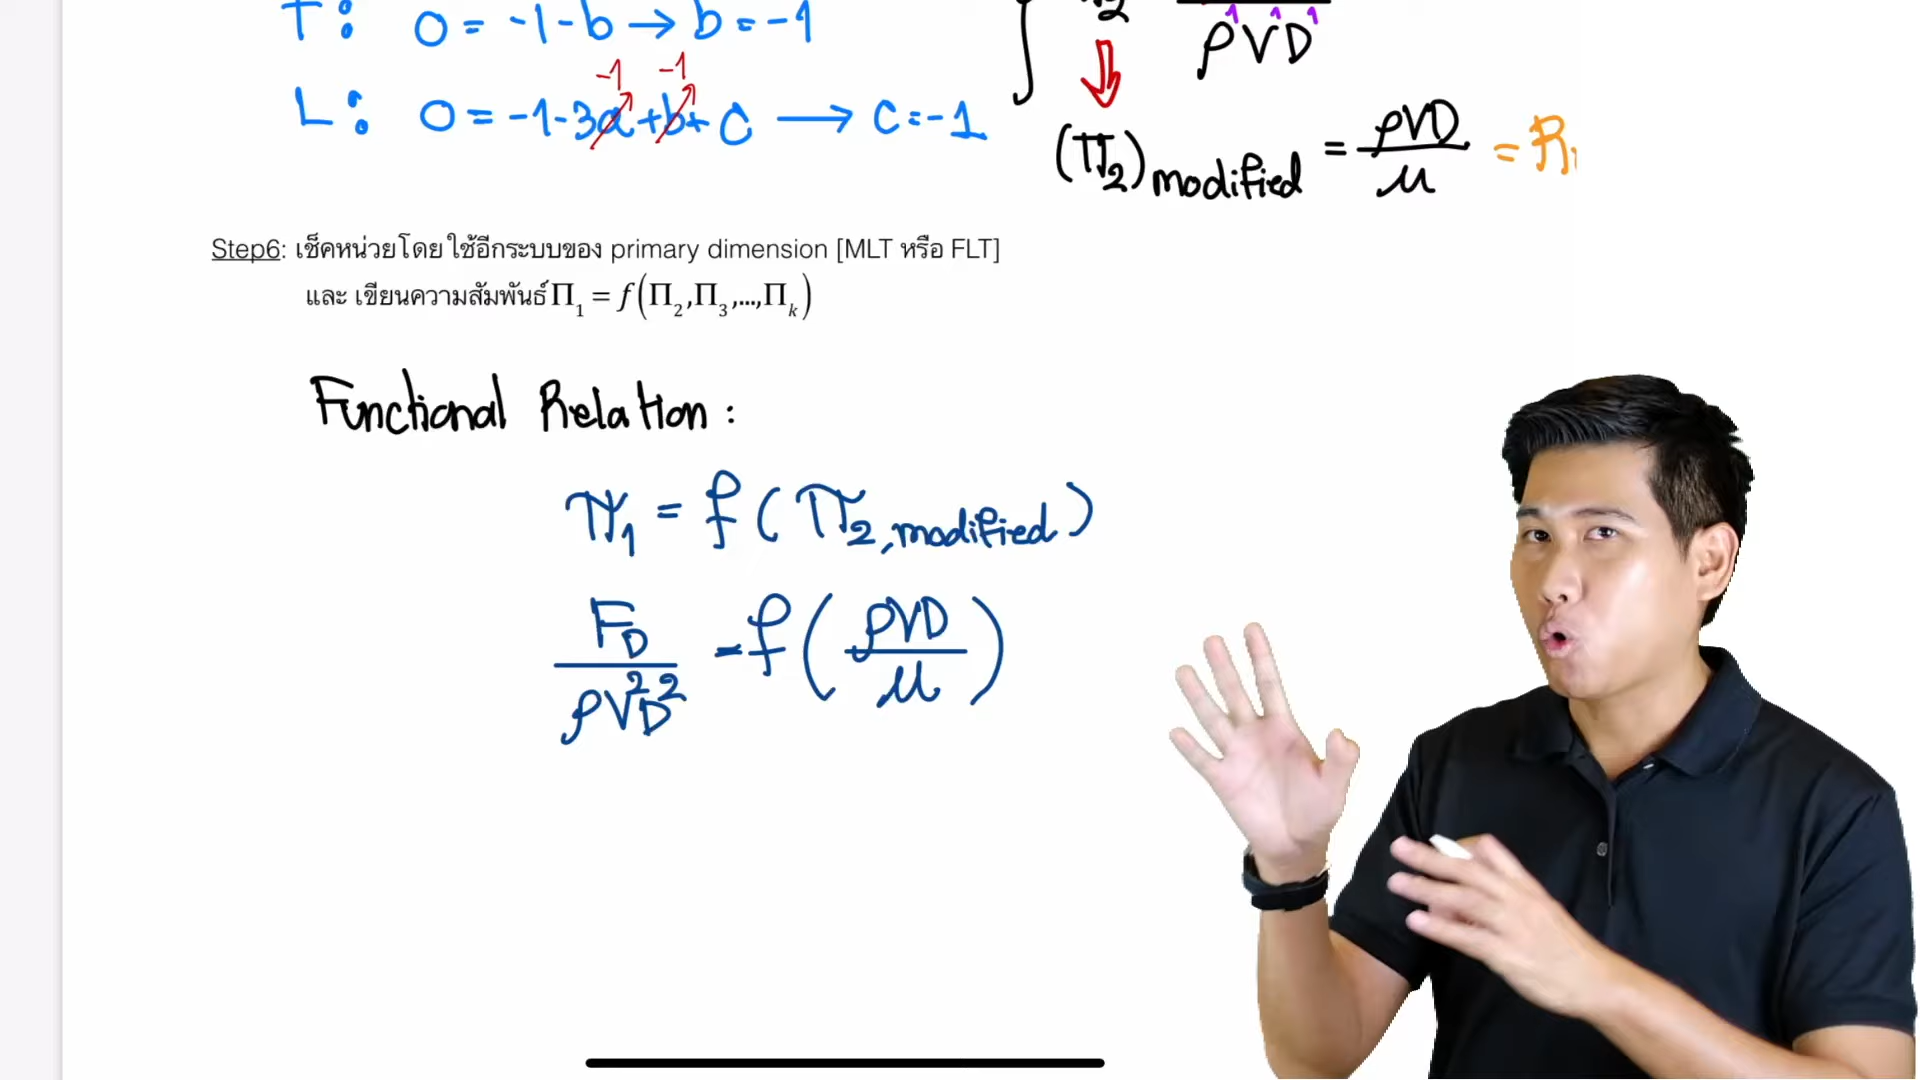 T: 0 = -1 - b → b = -1
-1 -1
L: 0 = -1 - 3a + b + c → c = -1
ρVD
(π₂)modified = ρVD/μ = R
Step6: เช็คหน่วยโดยใช้อีกระบบของ primary dimension [MLT หรือ FLT]
และ เขียนความสัมพันธ์ Π₁ = f(Π₂,Π₃,...,Πₖ)
Functional Relation:
π₁ = f(π₂,modified)
F_D/ρV²D² = f(ρVD/μ)